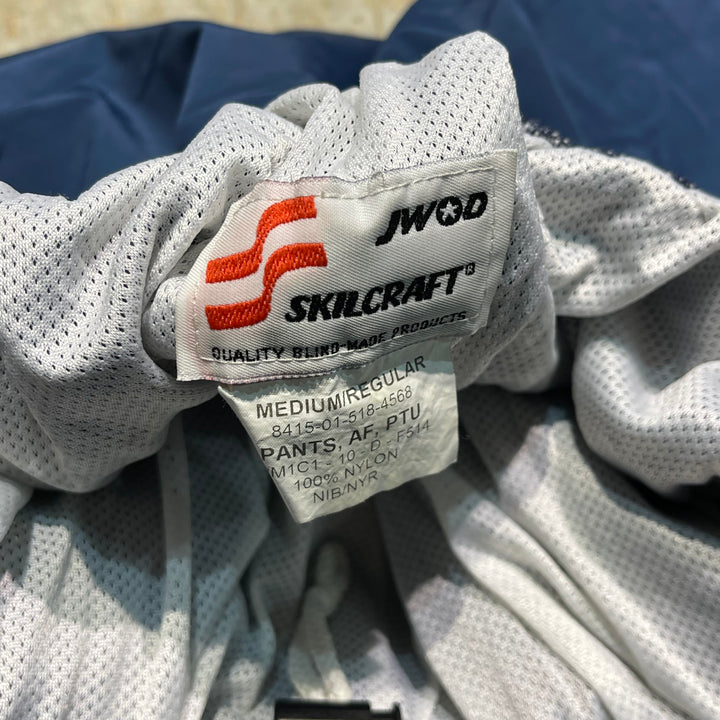 JWOD
SKILCRAFT®
QUALITY BLIND-MADE PRODUCTS
MEDIUM/REGULAR
8415-01-518-4568
PANTS, AF, PTU
M1C1 - 10 - D - F514
100% NYLON
NIB/NYR